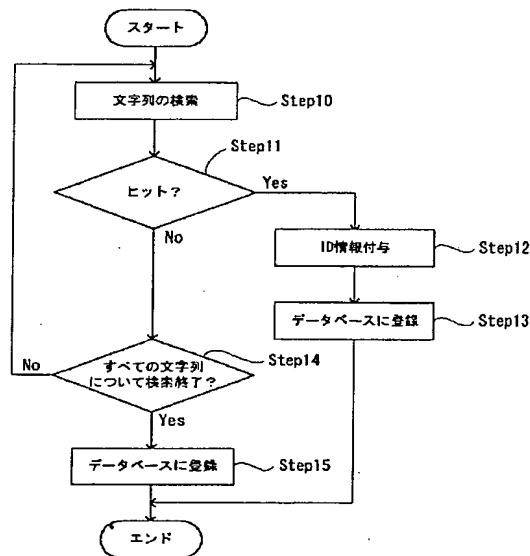 スタート
文字列の検索
Step10
ヒット?
Step11
Yes
No
ID情報付与
Step12
データベースに登録
Step13
すべての文字列
について検索終了?
Step14
No
Yes
データベースに登録
Step15
エンド